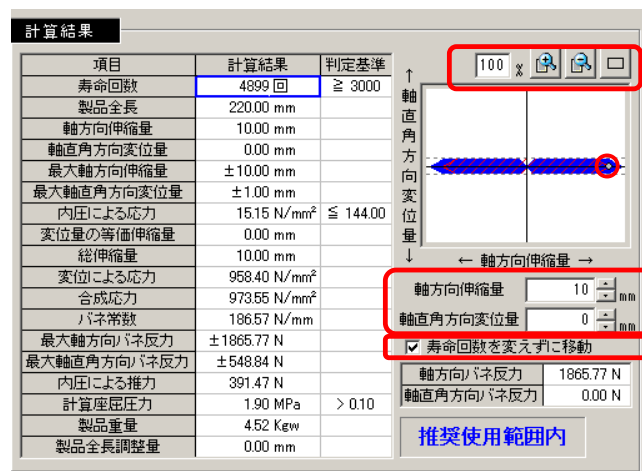 計算結果
項目 計算結果 判定基準
寿命回数 4899 回 ≧ 3000
製品全長 220.00 mm
軸方向伸縮量 10.00 mm
軸直角方向変位量 0.00 mm
最大軸方向伸縮量 ±10.00 mm
最大軸直角方向変位量 ±1.00 mm
内圧による応力 15.15 N/mm² ≦ 144.00
変位量の等価伸縮量 0.00 mm
総伸縮量 10.00 mm
変位による応力 958.40 N/mm²
合成応力 973.55 N/mm²
バネ常数 186.57 N/mm
最大軸方向バネ反力 ±1865.77 N
最大軸直角方向バネ反力 ±548.84 N
内圧による推力 391.47 N
計算座屈圧力 1.90 MPa > 0.10
製品重量 4.52 Kgw
製品全長調整量 0.00 mm
100 %
↑軸直角方向変位量↓
← 軸方向伸縮量 →
軸方向伸縮量 10 mm
軸直角方向変位量 0 mm
寿命回数を変えずに移動
軸方向バネ反力 1865.77 N
軸直角方向バネ反力 0.00 N
推奨使用範囲内